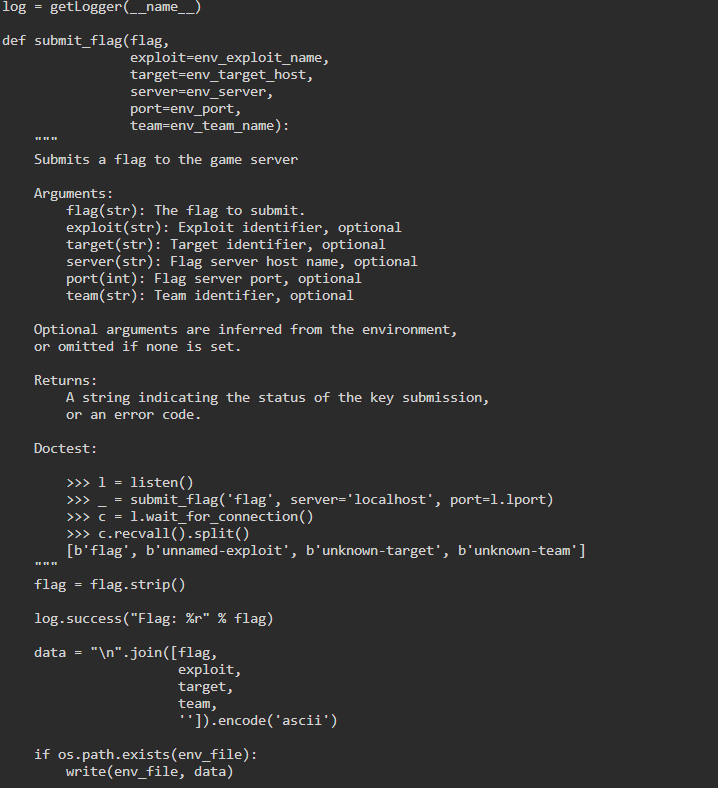 log = getLogger(__name__)

def submit_flag(flag,
                exploit=env_exploit_name,
                target=env_target_host,
                server=env_server,
                port=env_port,
                team=env_team_name):
    """
    Submits a flag to the game server

    Arguments:
        flag(str): The flag to submit.
        exploit(str): Exploit identifier, optional
        target(str): Target identifier, optional
        server(str): Flag server host name, optional
        port(int): Flag server port, optional
        team(str): Team identifier, optional

    Optional arguments are inferred from the environment,
    or omitted if none is set.

    Returns:
        A string indicating the status of the key submission,
        or an error code.

    Doctest:

        >>> l = listen()
        >>> _ = submit_flag('flag', server='localhost', port=l.lport)
        >>> c = l.wait_for_connection()
        >>> c.recvall().split()
        [b'flag', b'unnamed-exploit', b'unknown-target', b'unknown-team']
    """
    flag = flag.strip()

    log.success("Flag: %r" % flag)

    data = "\n".join([flag,
                      exploit,
                      target,
                      team,
                      '']).encode('ascii')

    if os.path.exists(env_file):
        write(env_file, data)